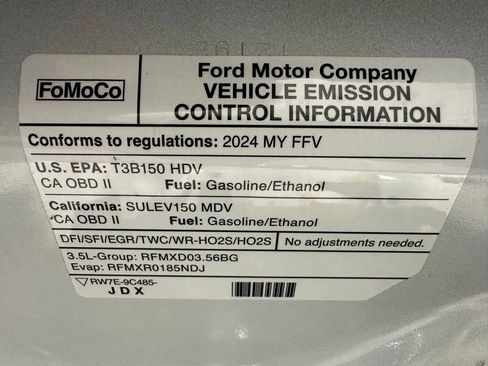 FoMoCo
Ford Motor Company
VEHICLE EMISSION
CONTROL INFORMATION
Conforms to regulations: 2024 MY FFV
U.S. EPA: T3B150 HDV
CA OBD II Fuel: Gasoline/Ethanol
California: SULEV150 MDV
CA OBD II Fuel: Gasoline/Ethanol
DFI/SFI/EGR/TWC/WR-HO2S/HO2S No adjustments needed.
3.5L-Group: RFMXD03.56BG
Evap: RFMXR0185NDJ
RW7E-9C485-
JDX